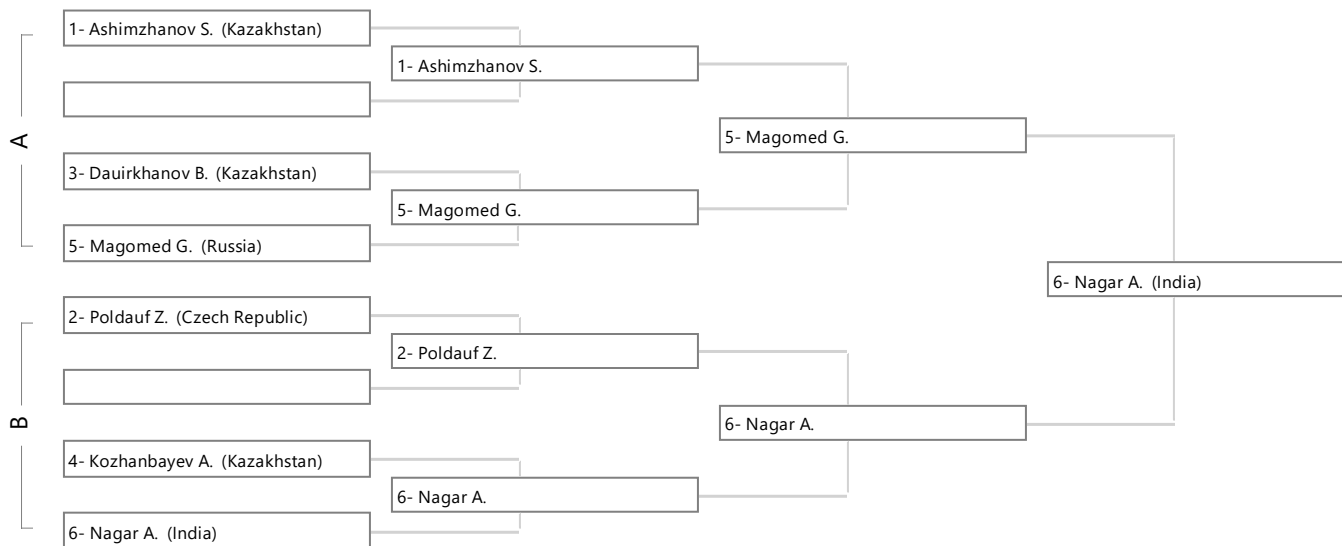 1- Ashimzhanov S. (Kazakhstan)
1- Ashimzhanov S.
5- Magomed G.
A
3- Dauirkhanov B. (Kazakhstan)
5- Magomed G.
5- Magomed G. (Russia)
6- Nagar A. (India)
2- Poldauf Z. (Czech Republic)
2- Poldauf Z.
B
6- Nagar A.
4- Kozhanbayev A. (Kazakhstan)
6- Nagar A.
6- Nagar A. (India)